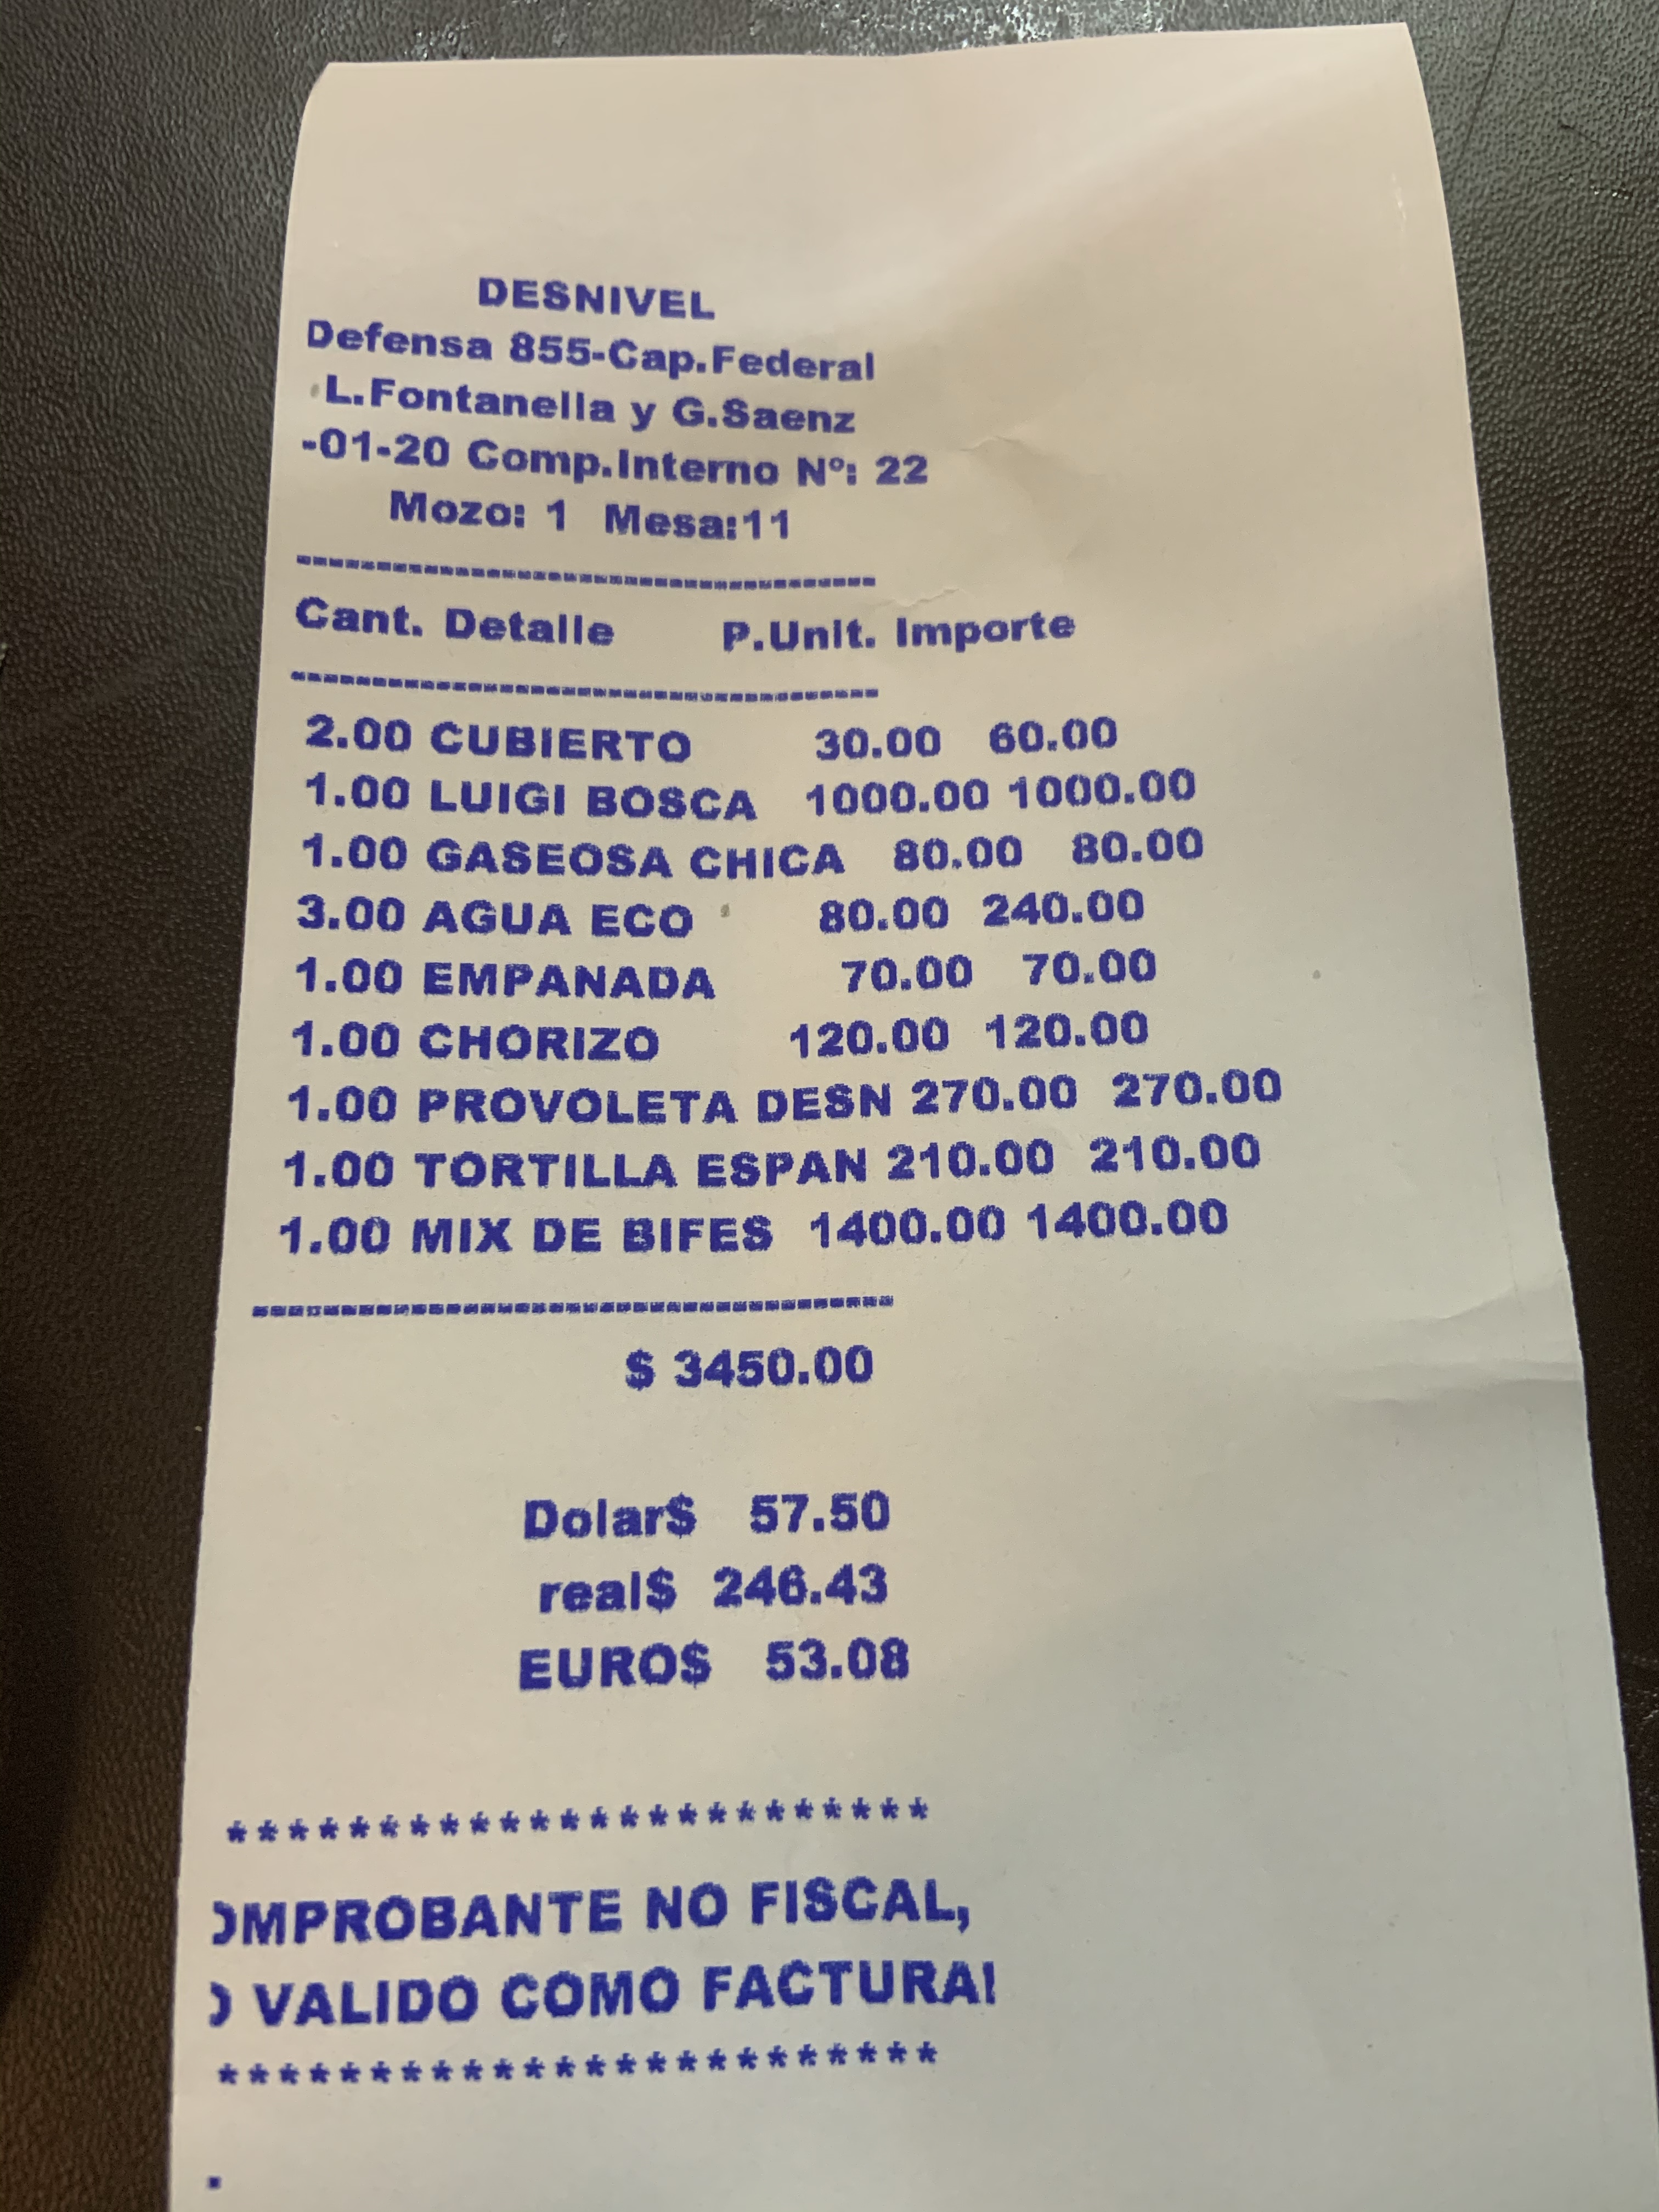 DESNIVEL
Defensa 855-Cap.Federal
L.Fontanella y G.Saenz
-01-20 Comp.Interno Nº: 22
Mozo: 1 Mesa:11
------------------------------------
Cant. Detalle P.Unit. Importe
------------------------------------
2.00 CUBIERTO 30.00 60.00
1.00 LUIGI BOSCA 1000.00 1000.00
1.00 GASEOSA CHICA 80.00 80.00
3.00 AGUA ECO 80.00 240.00
1.00 EMPANADA 70.00 70.00
1.00 CHORIZO 120.00 120.00
1.00 PROVOLETA DESN 270.00 270.00
1.00 TORTILLA ESPAN 210.00 210.00
1.00 MIX DE BIFES 1400.00 1400.00
------------------------------------
$ 3450.00
Dolar$ 57.50
real$ 246.43
EURO$ 53.08
************************
OMPROBANTE NO FISCAL,
O VALIDO COMO FACTURA!
************************
.